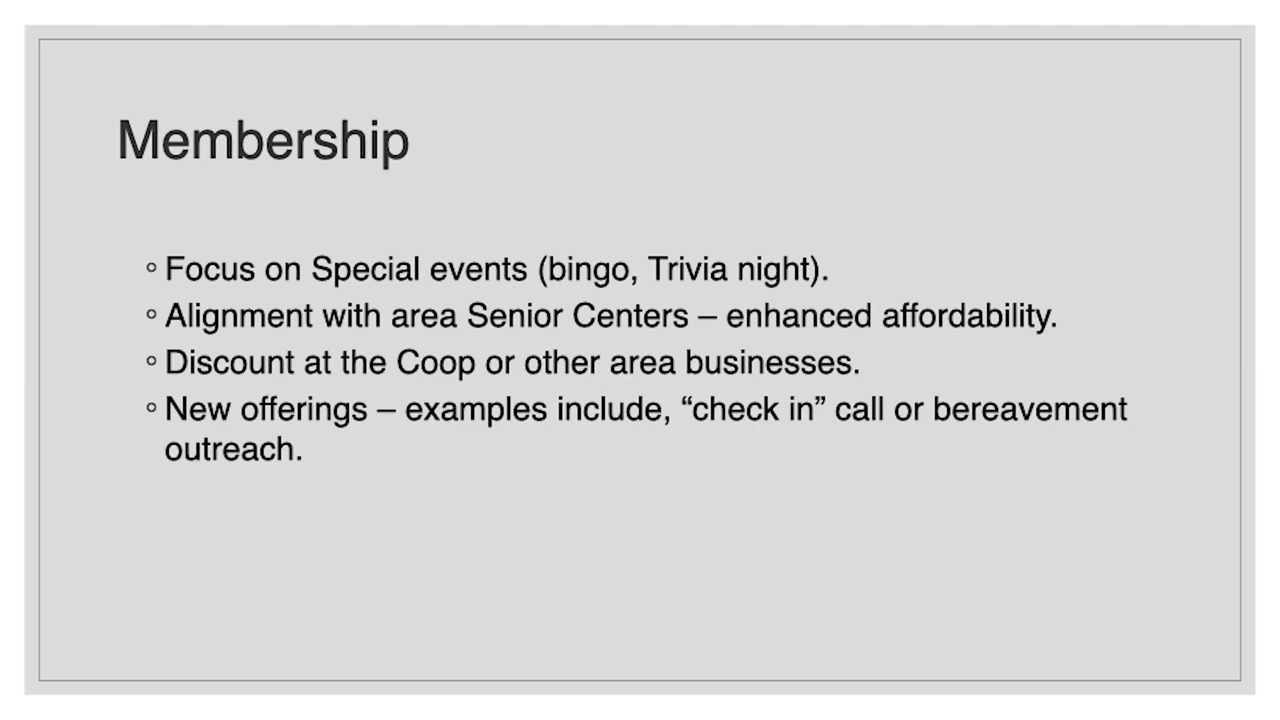 Membership
◦ Focus on Special events (bingo, Trivia night).
◦ Alignment with area Senior Centers – enhanced affordability.
◦ Discount at the Coop or other area businesses.
◦ New offerings – examples include, “check in” call or bereavement
outreach.